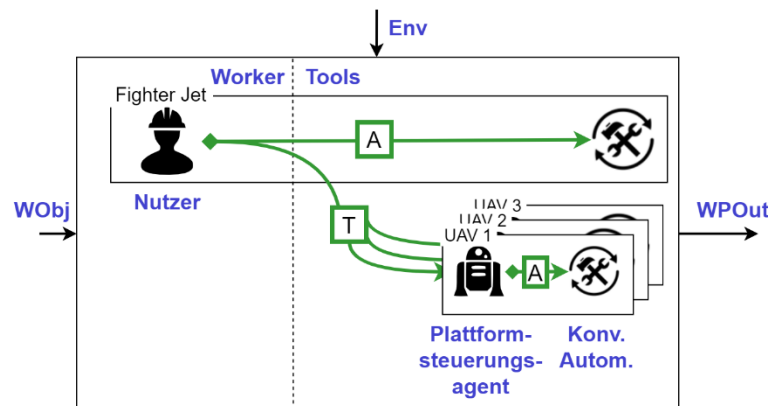 Env
Worker
Tools
Fighter Jet
A
Nutzer
WObj
WPOut
T
UAV 3
UAV 2
UAV 1
A
Plattform-
steuerungs-
agent
Konv.
Autom.